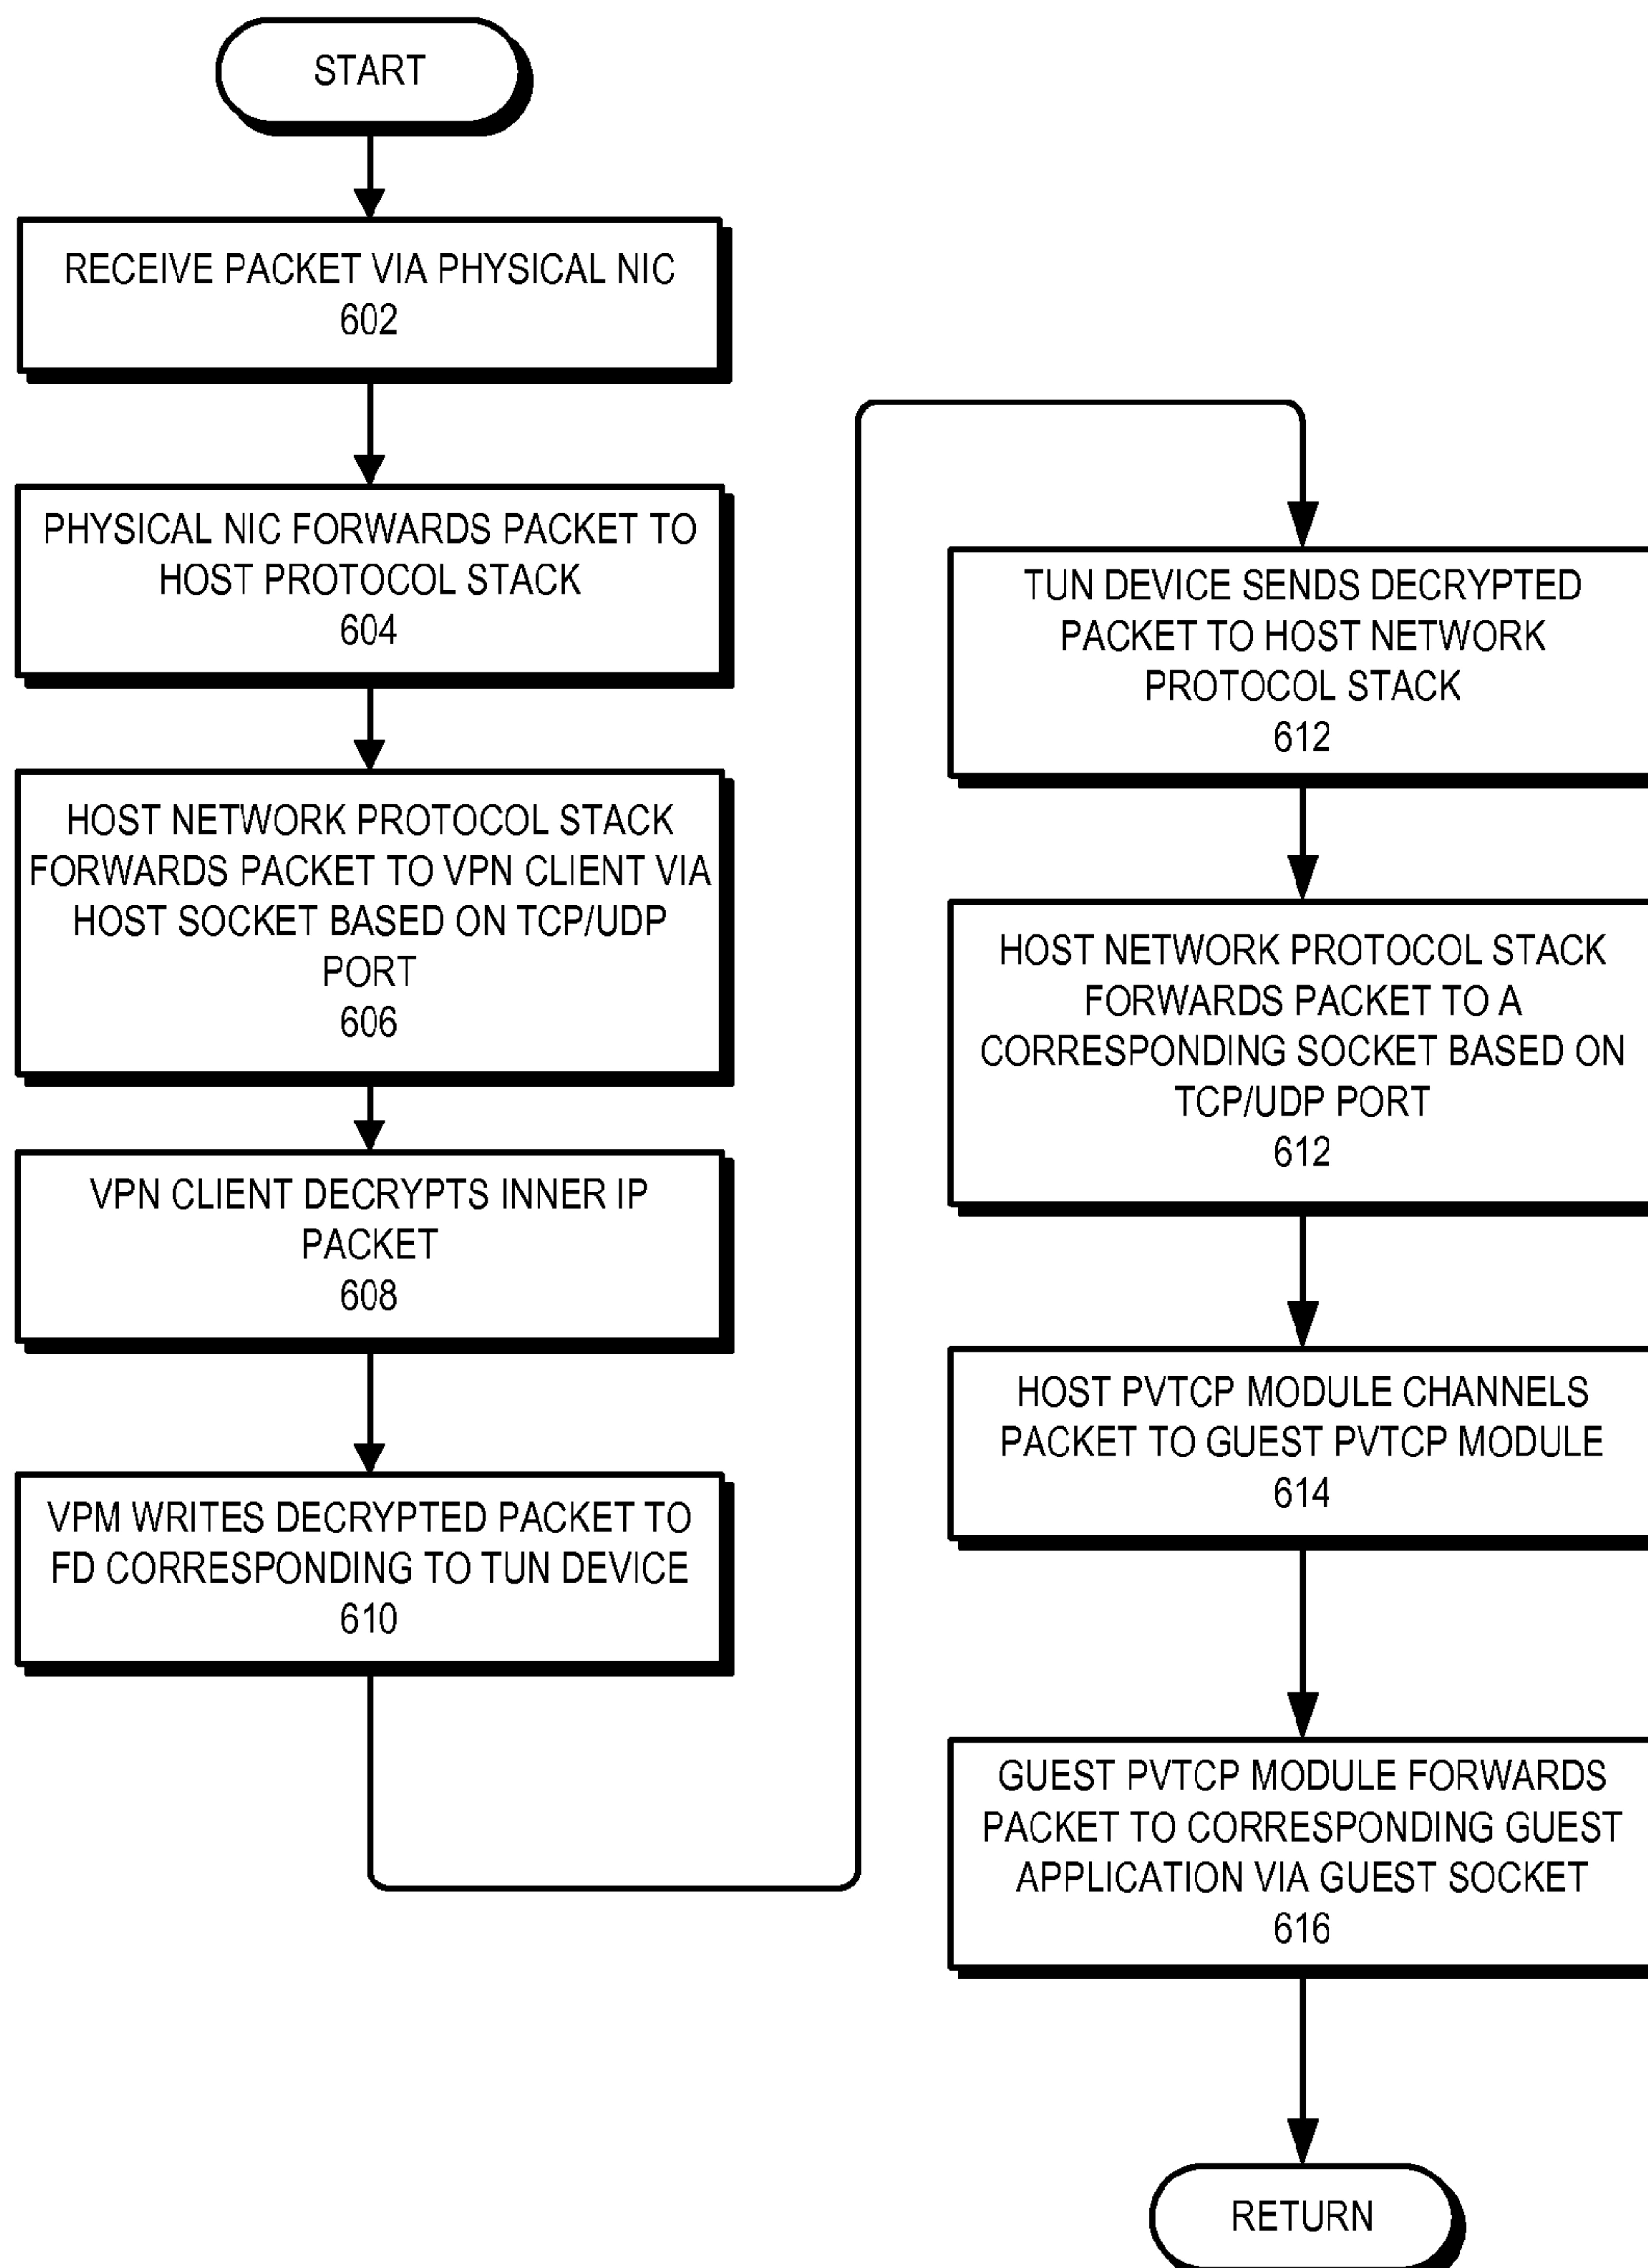 START
RECEIVE PACKET VIA PHYSICAL NIC
602
PHYSICAL NIC FORWARDS PACKET TO
HOST PROTOCOL STACK
604
HOST NETWORK PROTOCOL STACK
FORWARDS PACKET TO VPN CLIENT VIA
HOST SOCKET BASED ON TCP/UDP
PORT
606
VPN CLIENT DECRYPTS INNER IP
PACKET
608
VPM WRITES DECRYPTED PACKET TO
FD CORRESPONDING TO TUN DEVICE
610
TUN DEVICE SENDS DECRYPTED
PACKET TO HOST NETWORK
PROTOCOL STACK
612
HOST NETWORK PROTOCOL STACK
FORWARDS PACKET TO A
CORRESPONDING SOCKET BASED ON
TCP/UDP PORT
612
HOST PVTCP MODULE CHANNELS
PACKET TO GUEST PVTCP MODULE
614
GUEST PVTCP MODULE FORWARDS
PACKET TO CORRESPONDING GUEST
APPLICATION VIA GUEST SOCKET
616
RETURN